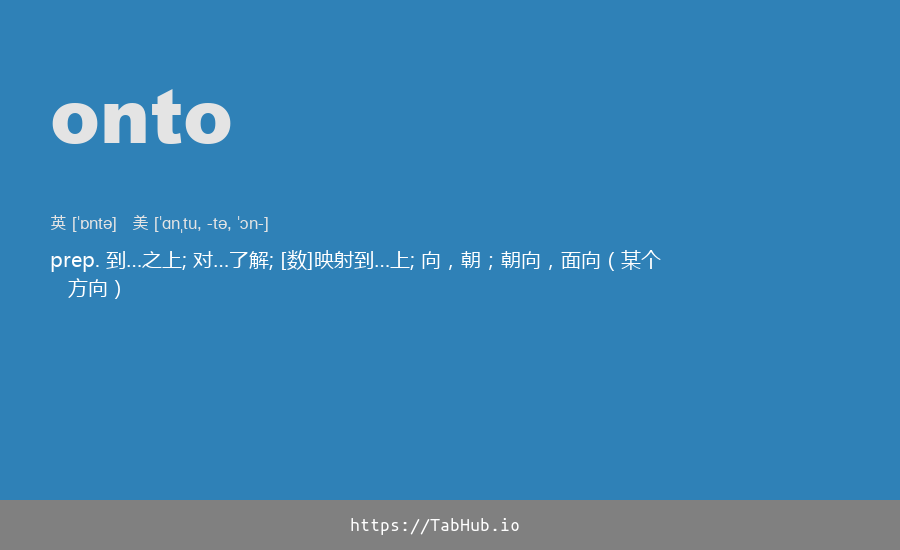 onto
英 [ˈɒntə]   美 [ˈɑnˌtu, -tə, ˈɔn-]
prep. 到…之上; 对…了解; [数]映射到…上; 向，朝；朝向，面向（某个
方向）
https://TabHub.io